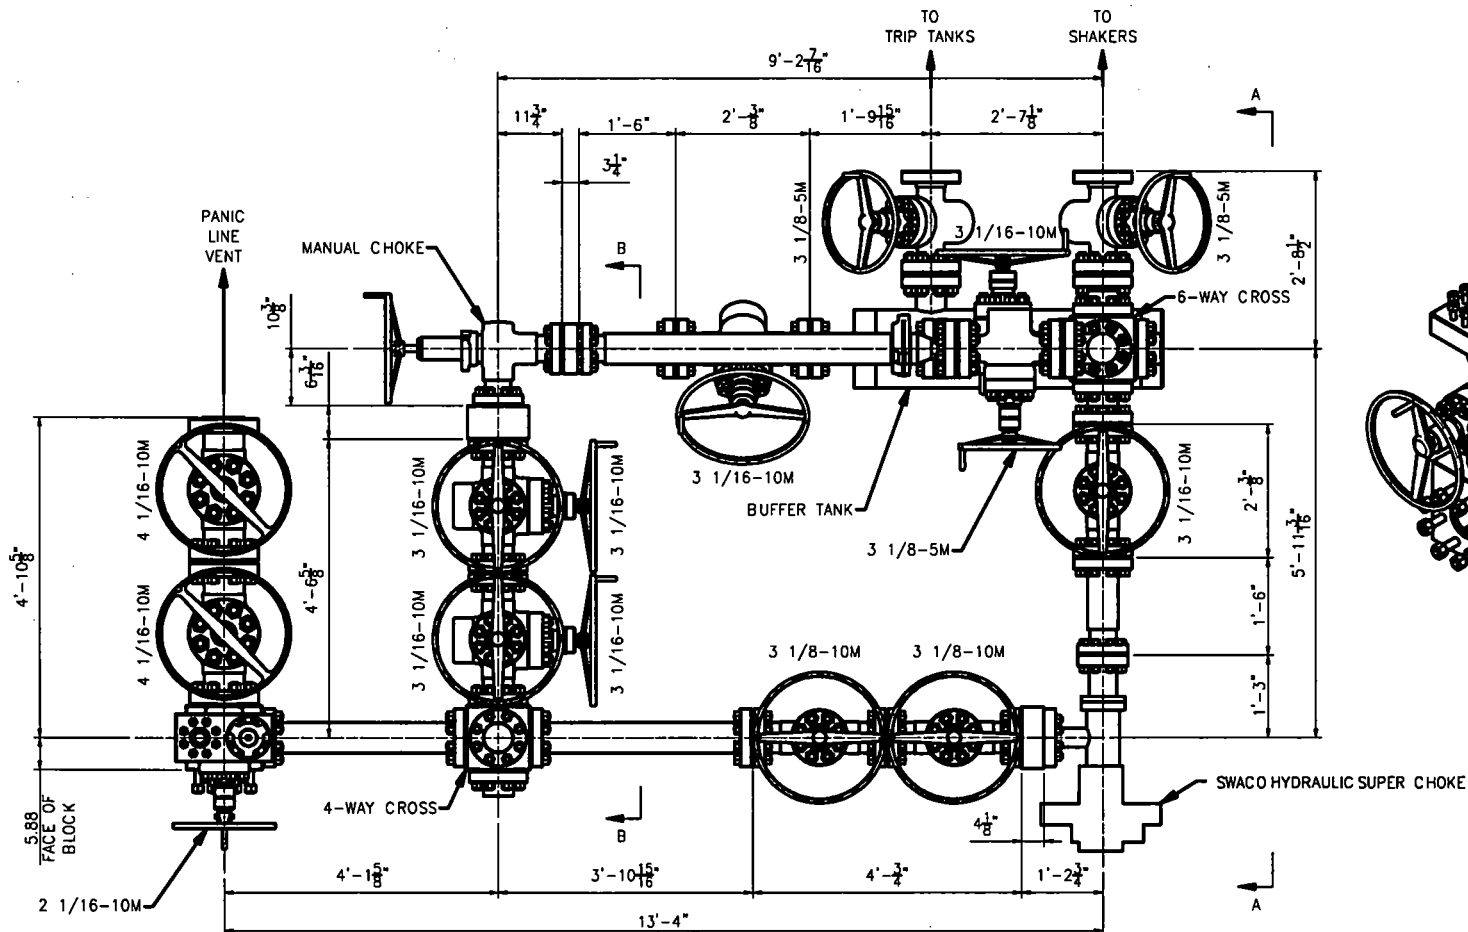 TO
TRIP TANKS
TO
SHAKERS
9'-2 7/16"
A
11 3/4"
1'-6"
2'-3/8"
1'-9 15/16"
2'-7 1/8"
3 1/4"
PANIC
LINE
VENT
MANUAL CHOKE
B
3 1/8-5M
3 1/16-10M
3 1/8-5M
2'-8 1/2"
10 3/8"
6-WAY CROSS
6 3/16"
3 1/16-10M
BUFFER TANK
3 1/8-5M
4 1/16-10M
3 1/16-10M
3 1/16-10M
3 1/16-10M
2'-3/8"
5'-11 3/16"
4'-10 5/8"
4'-6 5/8"
4 1/16-10M
3 1/16-10M
3 1/16-10M
1'-6"
3 1/8-10M
3 1/8-10M
1'-3"
5.88
FACE OF
BLOCK
4-WAY CROSS
SWACO HYDRAULIC SUPER CHOKE
B
4 1/8"
2 1/16-10M
4'-1 5/8"
3'-10 15/16"
4'-3/4"
1'-2 3/4"
A
13'-4"